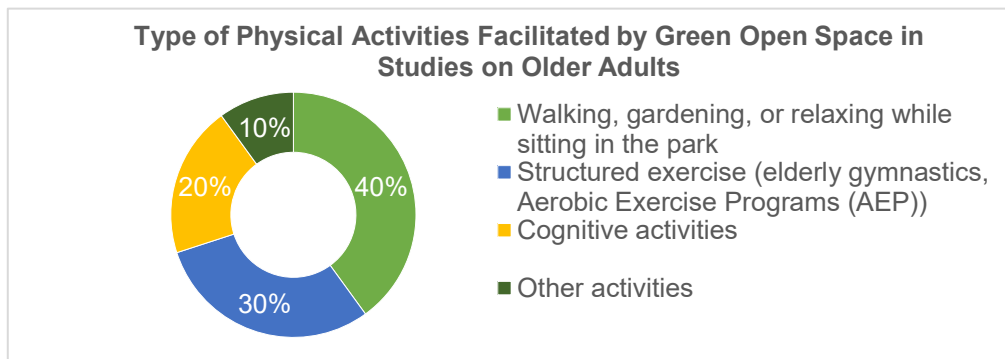 Type of Physical Activities Facilitated by Green Open Space in
Studies on Older Adults
10%
40%
20%
30%
Walking, gardening, or relaxing while
sitting in the park
Structured exercise (elderly gymnastics,
Aerobic Exercise Programs (AEP))
Cognitive activities
Other activities